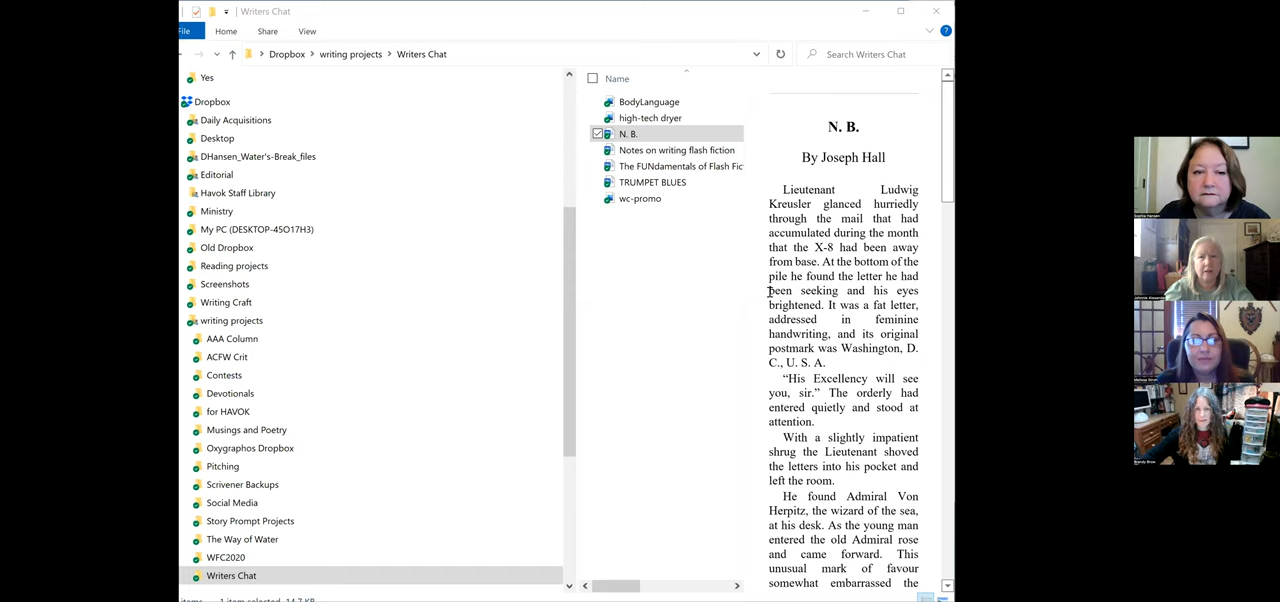 Writers Chat
File
Home
Share
View
Dropbox
writing projects
Writers Chat
Search Writers Chat
Yes
Dropbox
Daily Acquisitions
Desktop
DHansen_Water's-Break_files
Editorial
Havok Staff Library
Ministry
My PC (DESKTOP-45O17H3)
Old Dropbox
Reading projects
Screenshots
Writing Craft
writing projects
AAA Column
ACFW Crit
Contests
Devotionals
for HAVOK
Musings and Poetry
Oxygraphos Dropbox
Pitching
Scrivener Backups
Social Media
Story Prompt Projects
The Way of Water
WFC2020
Writers Chat
Name
BodyLanguage
high-tech dryer
N. B.
Notes on writing flash fiction
The FUNdamentals of Flash Fic
TRUMPET BLUES
wc-promo
N. B.
By Joseph Hall
Lieutenant Ludwig
Kreusler glanced hurriedly
through the mail that had
accumulated during the month
that the X-8 had been away
from base. At the bottom of the
pile he found the letter he had
been seeking and his eyes
brightened. It was a fat letter,
addressed in feminine
handwriting, and its original
postmark was Washington, D.
C., U. S. A.
“His Excellency will see
you, sir.” The orderly had
entered quietly and stood at
attention.
With a slightly impatient
shrug the Lieutenant shoved
the letters into his pocket and
left the room.
He found Admiral Von
Herpitz, the wizard of the sea,
at his desk. As the young man
entered the old Admiral rose
and came forward. This
unusual mark of favour
somewhat embarrassed the
items
1 item selected 14.7 KB